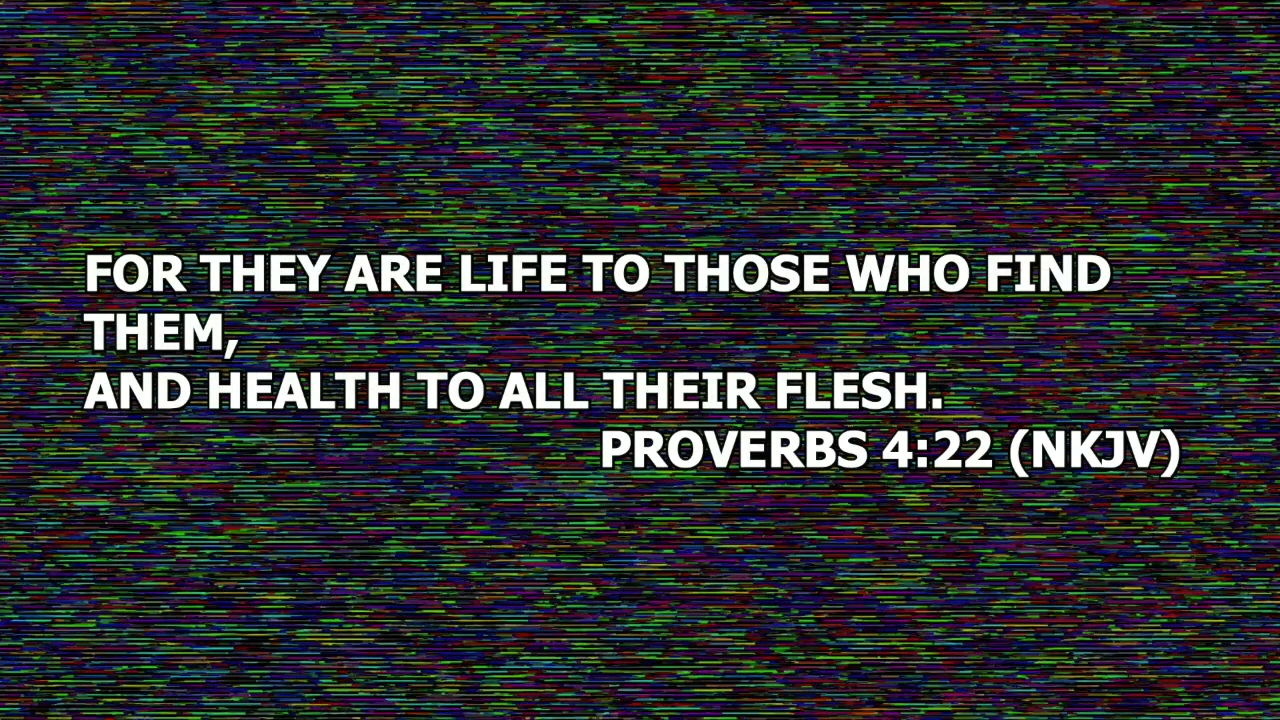 FOR THEY ARE LIFE TO THOSE WHO FIND
THEM,
AND HEALTH TO ALL THEIR FLESH.
PROVERBS 4:22 (NKJV)